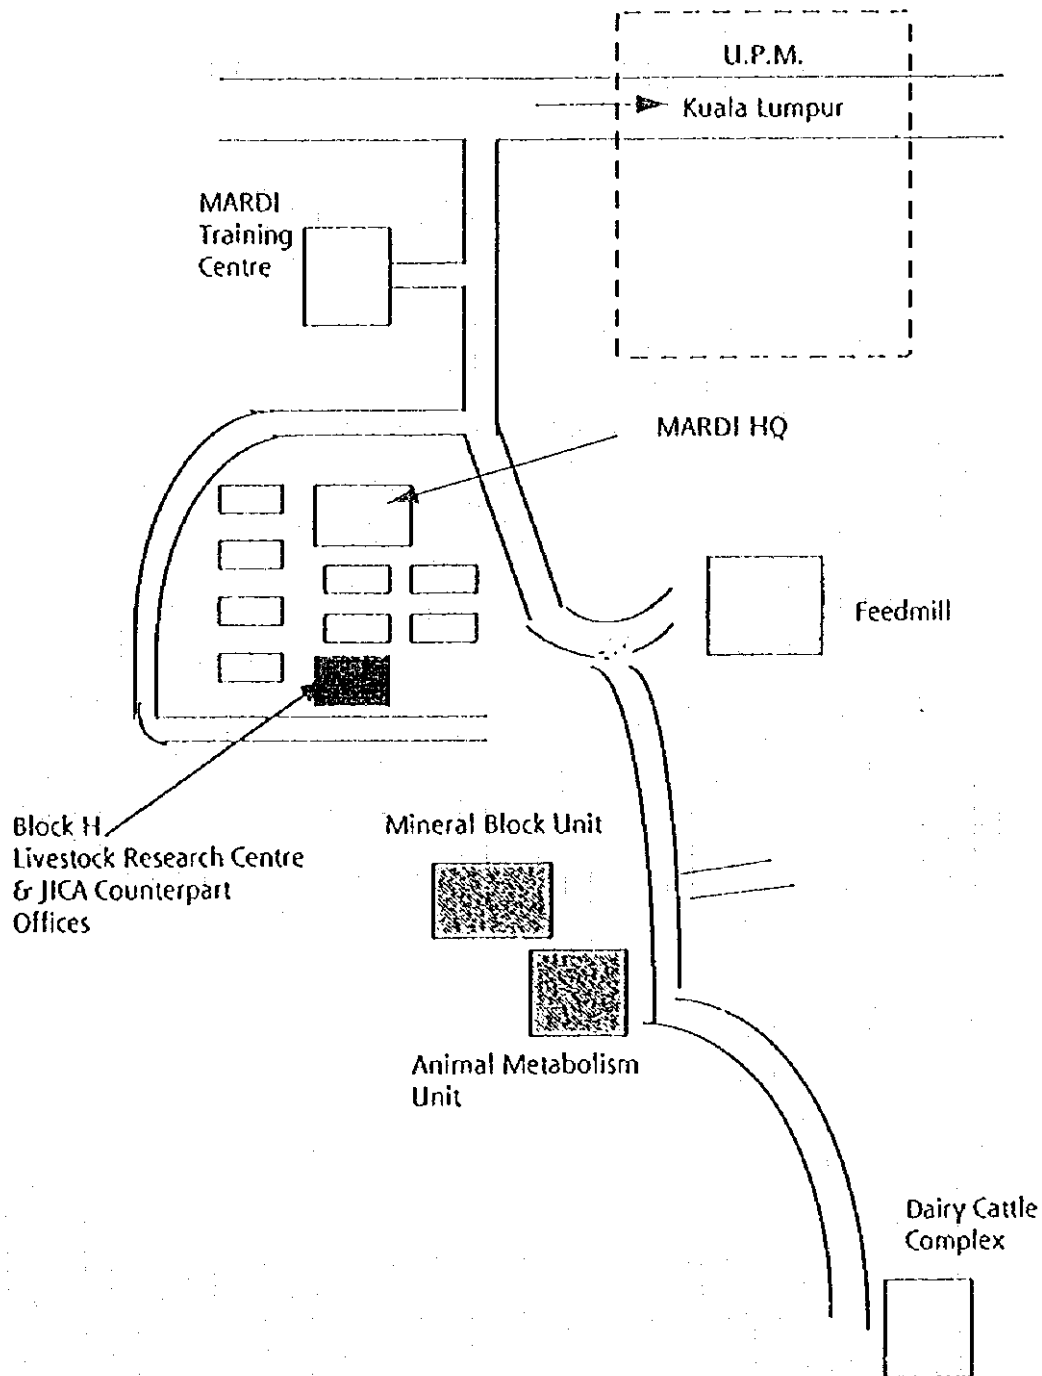 U.P.M.
Kuala Lumpur
MARDI
Training
Centre
MARDI HQ
Feedmill
Block H
Livestock Research Centre
& JICA Counterpart
Offices
Mineral Block Unit
Animal Metabolism
Unit
Dairy Cattle
Complex